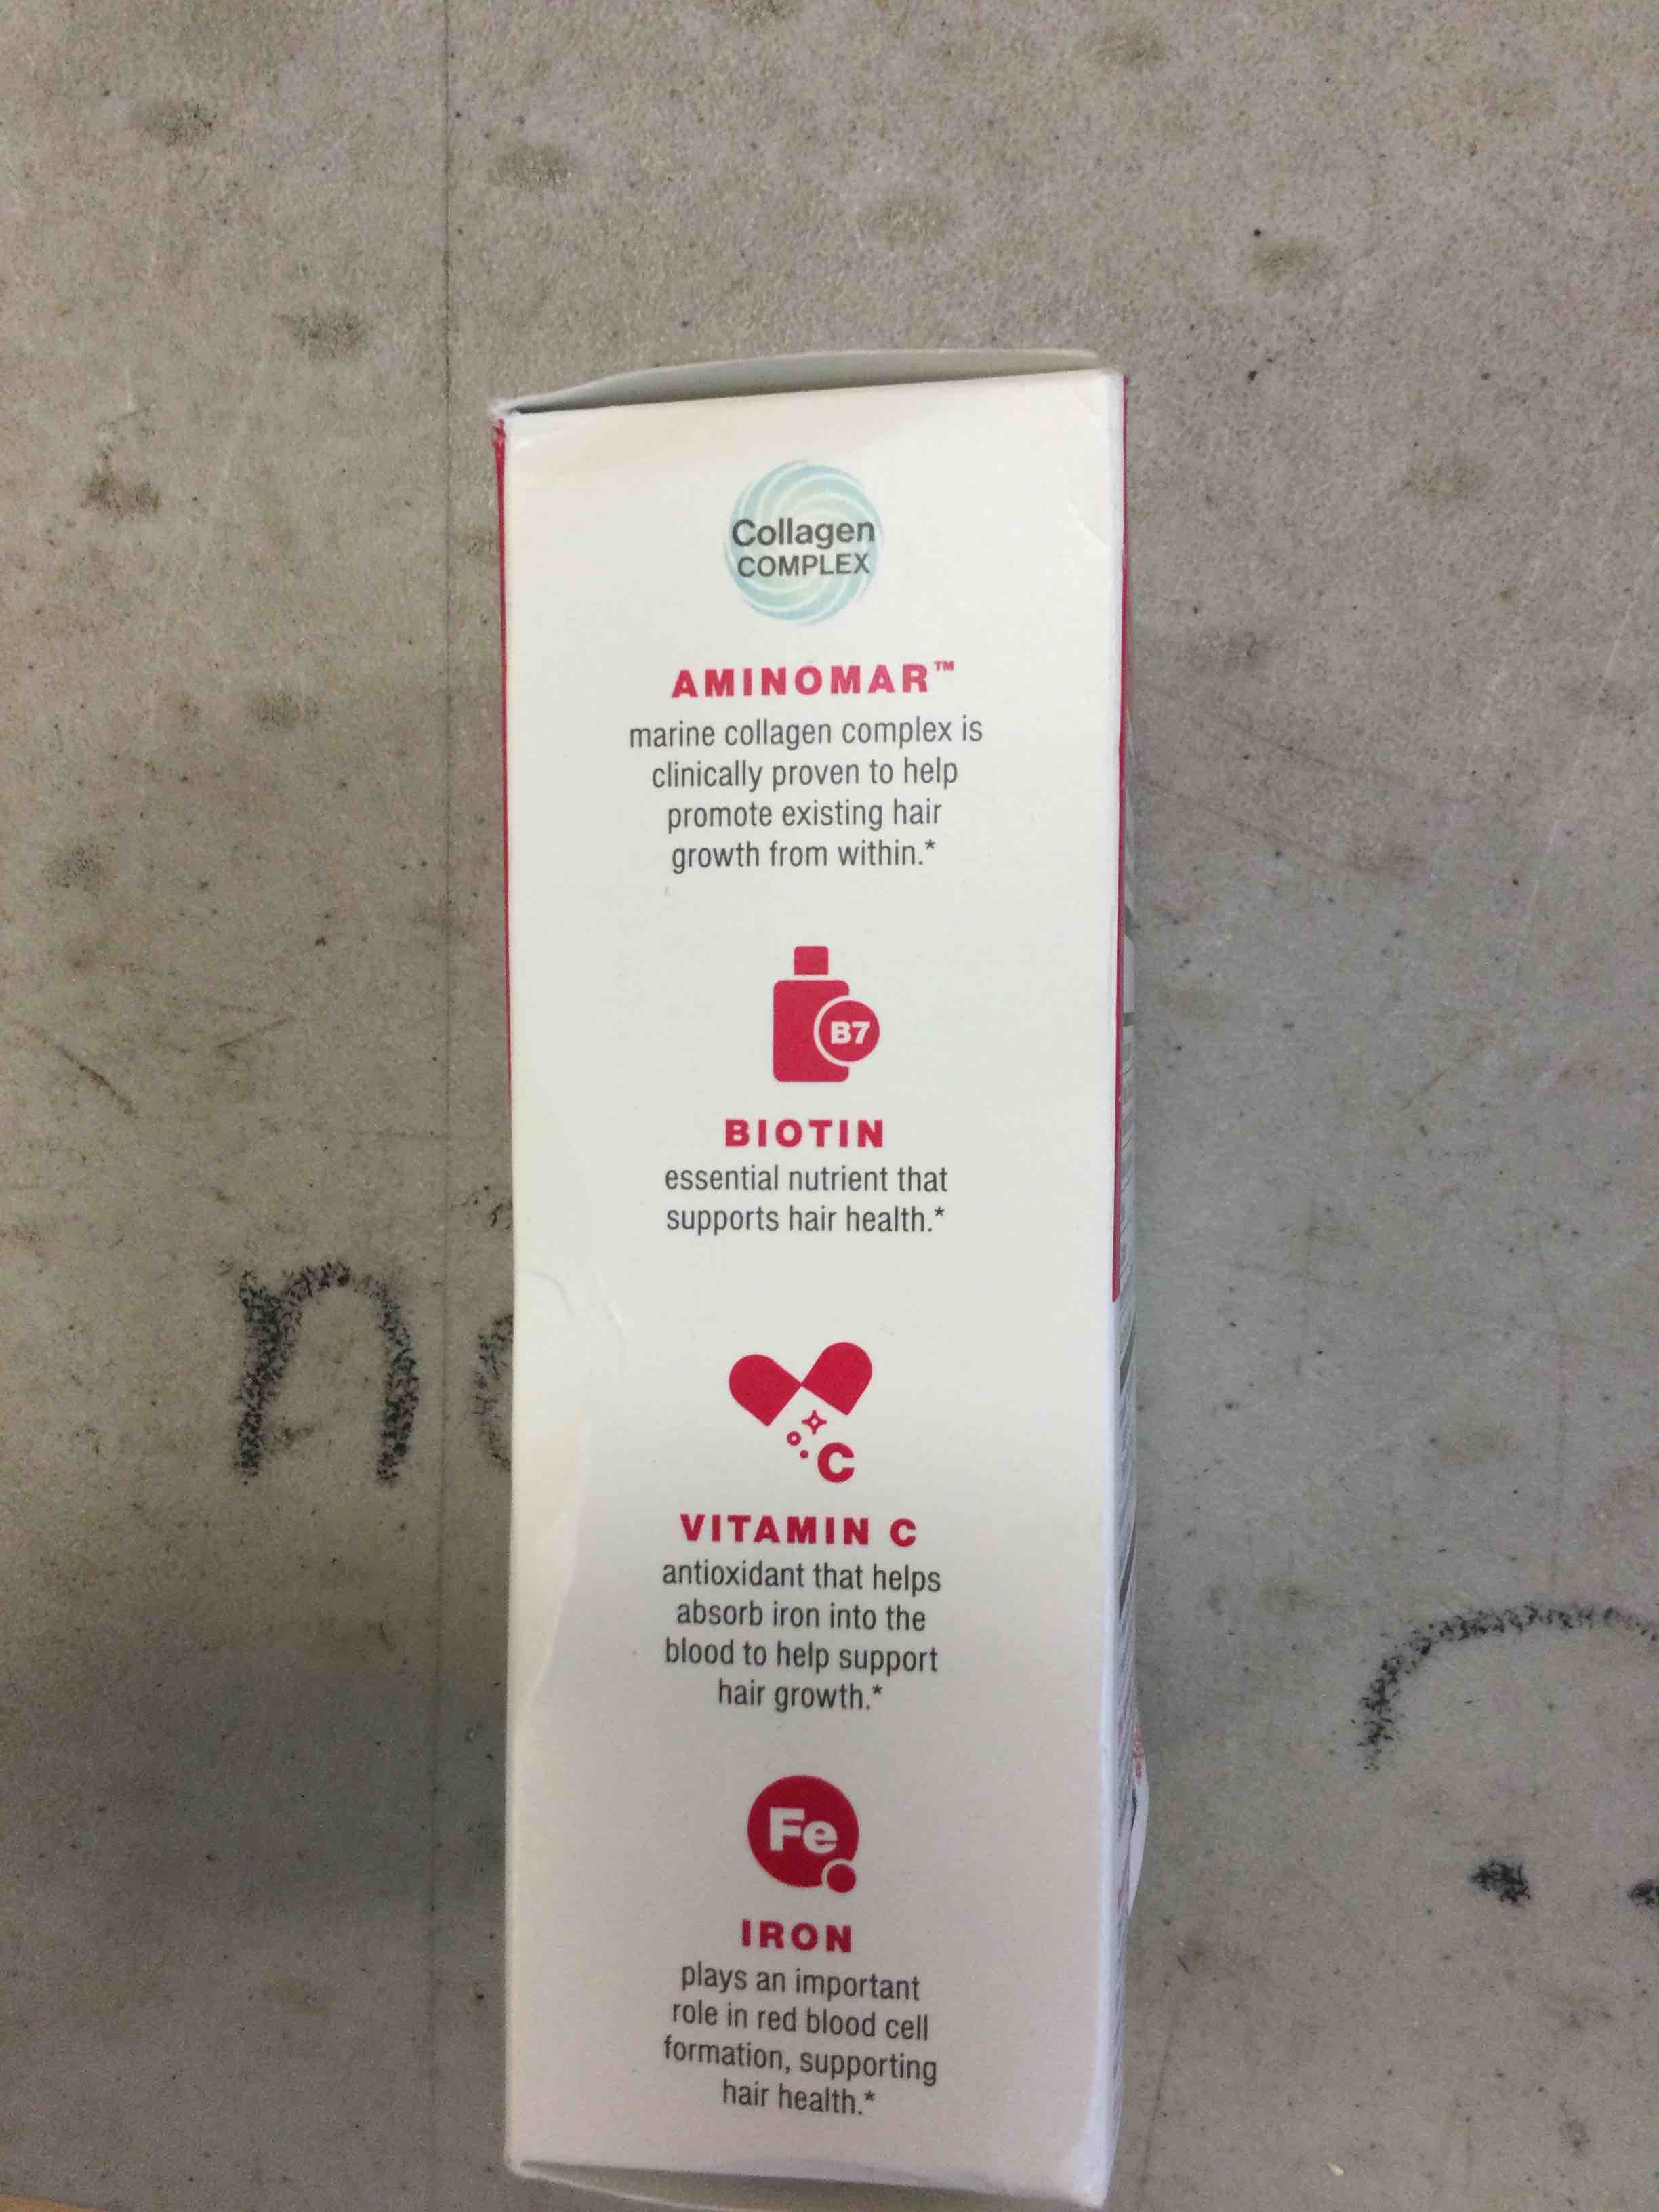 Collagen
COMPLEX
AMINOMAR™
marine collagen complex is
clinically proven to help
promote existing hair
growth from within.*
B7
BIOTIN
essential nutrient that
supports hair health.*
C
VITAMIN C
antioxidant that helps
absorb iron into the
blood to help support
hair growth.*
Fe
IRON
plays an important
role in red blood cell
formation, supporting
hair health.*
n